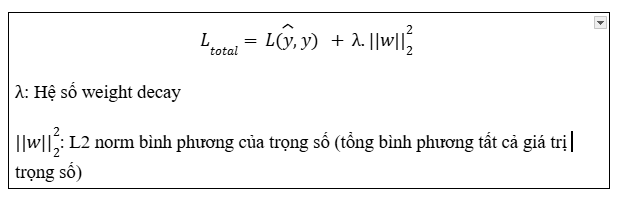 L_total = L(ŷ, y) + λ. ||w||₂²
λ: Hệ số weight decay
||w||₂²: L2 norm bình phương của trọng số (tổng bình phương tất cả giá trị
trọng số)